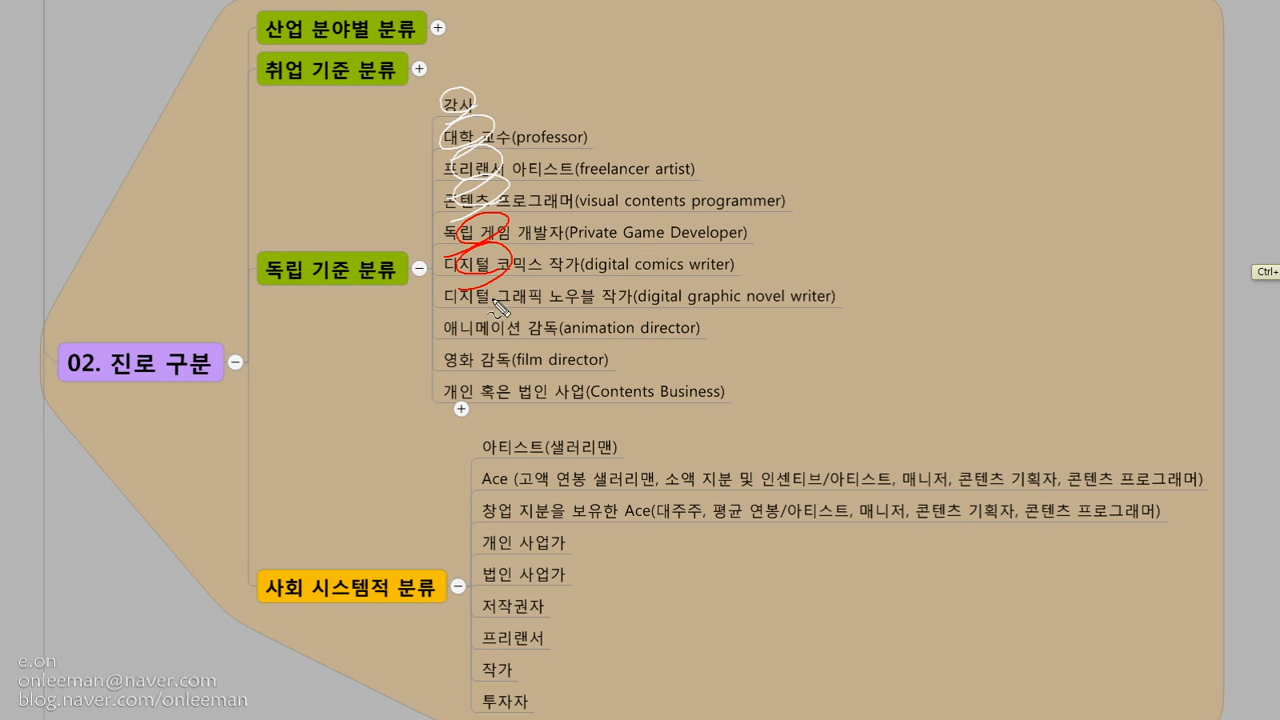 산업 분야별 분류
취업 기준 분류
강사
대학 교수(professor)
프리랜서 아티스트(freelancer artist)
콘텐츠 프로그래머(visual contents programmer)
독립 게임 개발자(Private Game Developer)
디지털 코믹스 작가(digital comics writer)
독립 기준 분류
Ctrl+
디지털 그래픽 노우블 작가(digital graphic novel writer)
애니메이션 감독(animation director)
영화 감독(film director)
02. 진로 구분
개인 혹은 법인 사업(Contents Business)
아티스트(샐러리맨)
Ace (고액 연봉 샐러리맨, 소액 지분 및 인센티브/아티스트, 매니저, 콘텐츠 기획자, 콘텐츠 프로그래머)
창업 지분을 보유한 Ace(대주주, 평균 연봉/아티스트, 매니저, 콘텐츠 기획자, 콘텐츠 프로그래머)
개인 사업가
법인 사업가
사회 시스템적 분류
저작권자
프리랜서
작가
투자자
e.on
onleeman@naver.com
blog.naver.com/onleeman